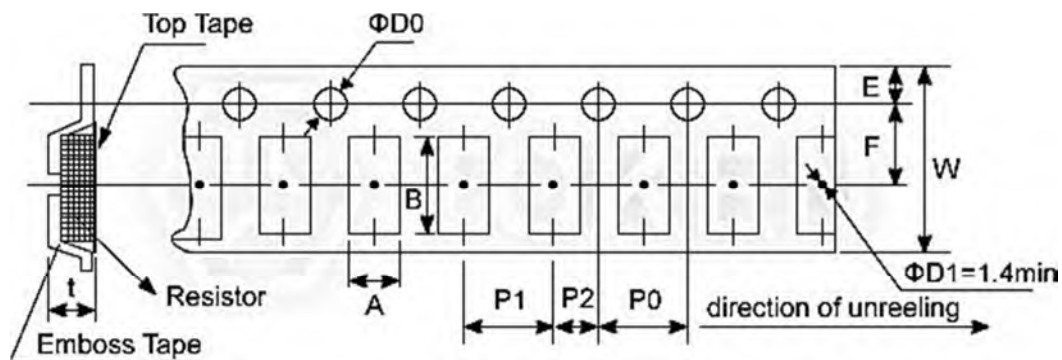 Top Tape
ΦD0
E
F
W
B
ΦD1=1.4min
t
Resistor
A
P1
P2
P0
direction of unreeling
Emboss Tape